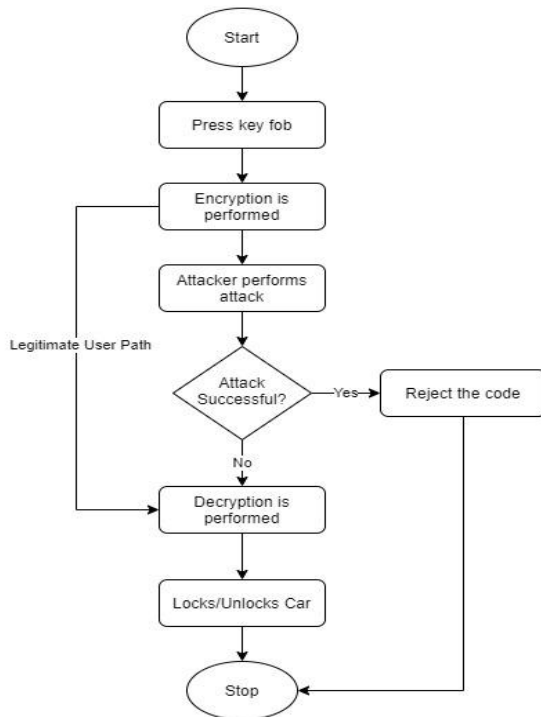 Start
Press key fob
Encryption is
performed
Attacker performs
attack
Legitimate User Path
Attack
Successful?
Yes
Reject the code
No
Decryption is
performed
Locks/Unlocks Car
Stop